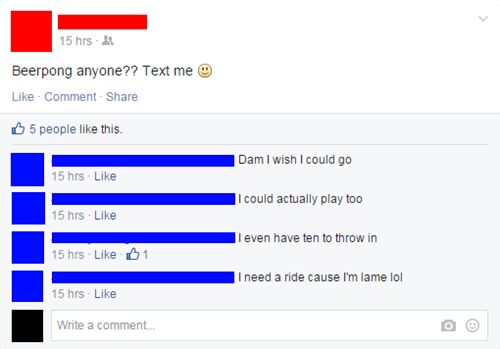 15 hrs ·
Beerpong anyone?? Text me
Like · Comment · Share
5 people like this.
Dam I wish I could go
15 hrs · Like
I could actually play too
15 hrs · Like
I even have ten to throw in
15 hrs · Like · 1
I need a ride cause I'm lame lol
15 hrs · Like
Write a comment...